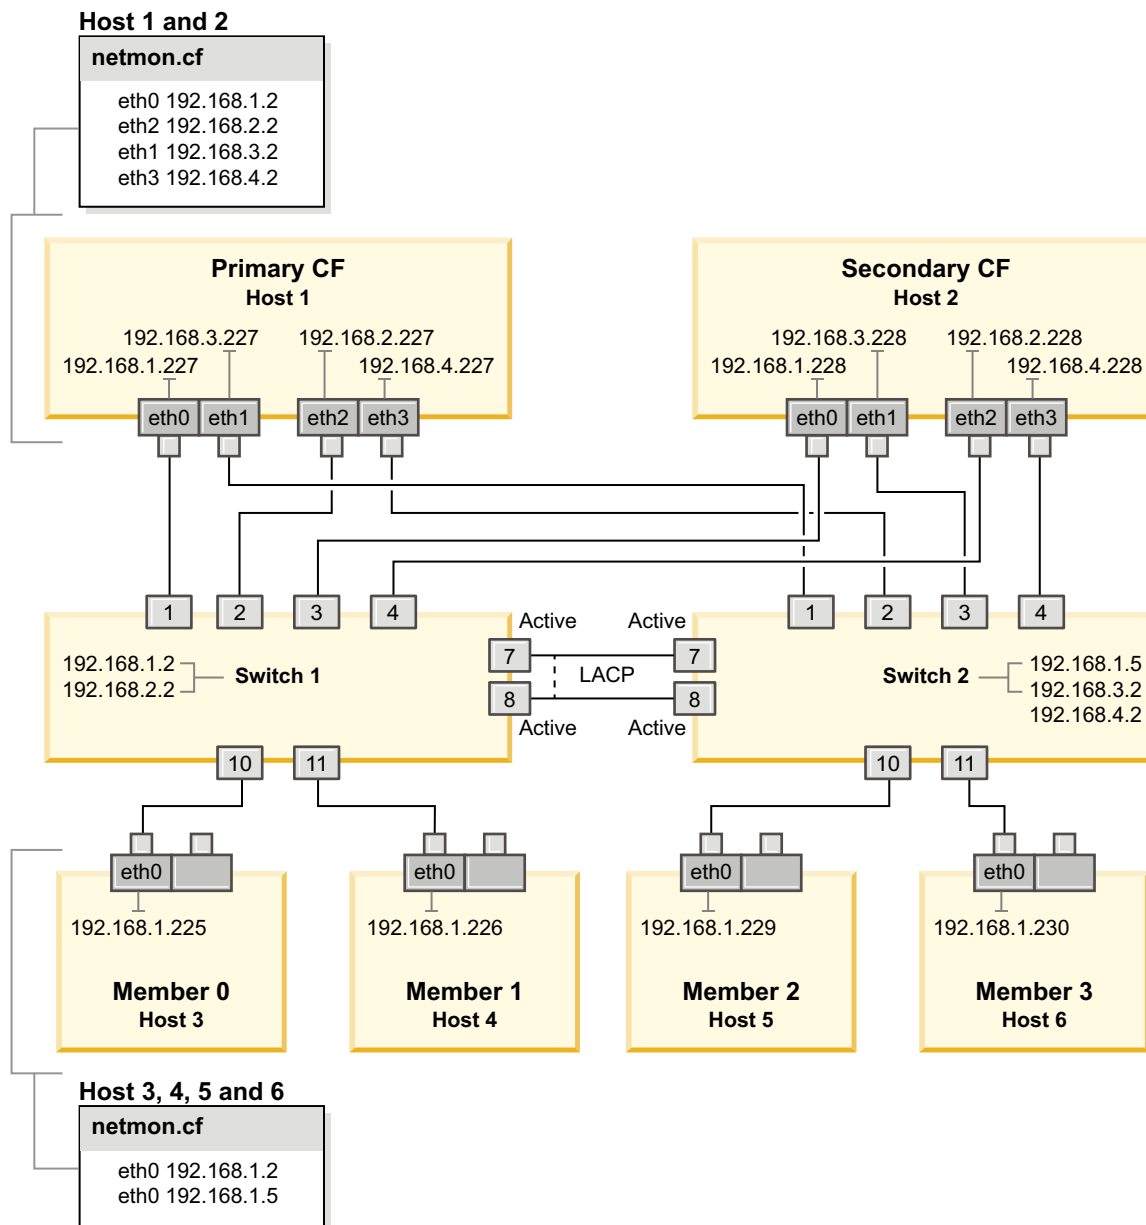 Host 1 and 2
netmon.cf
eth0 192.168.1.2
eth2 192.168.2.2
eth1 192.168.3.2
eth3 192.168.4.2
Primary CF
Host 1
192.168.3.227 192.168.2.227
192.168.1.227 192.168.4.227
eth0 eth1 eth2 eth3
Secondary CF
Host 2
192.168.3.228 192.168.2.228
192.168.1.228 192.168.4.228
eth0 eth1 eth2 eth3
1 2 3 4
1 2 3 4
Active Active
7 7
LACP
8 8
Active Active
192.168.1.2
192.168.2.2
Switch 1
Switch 2
192.168.1.5
192.168.3.2
192.168.4.2
10 11
10 11
eth0
192.168.1.225
Member 0
Host 3
eth0
192.168.1.226
Member 1
Host 4
eth0
192.168.1.229
Member 2
Host 5
eth0
192.168.1.230
Member 3
Host 6
Host 3, 4, 5 and 6
netmon.cf
eth0 192.168.1.2
eth0 192.168.1.5